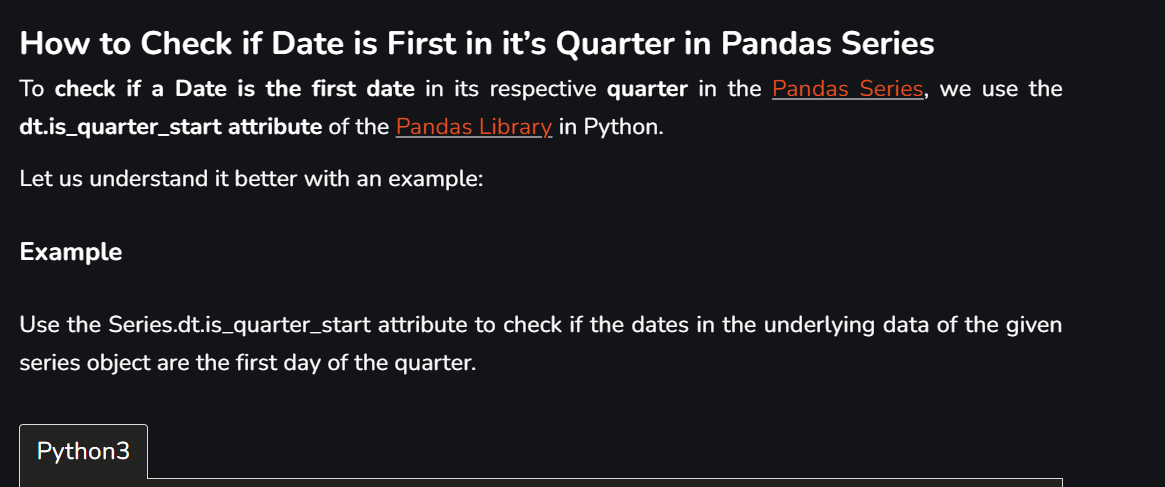 How to Check if Date is First in it’s Quarter in Pandas Series
To check if a Date is the first date in its respective quarter in the Pandas Series, we use the
dt.is_quarter_start attribute of the Pandas Library in Python.
Let us understand it better with an example:
Example
Use the Series.dt.is_quarter_start attribute to check if the dates in the underlying data of the given
series object are the first day of the quarter.
Python3